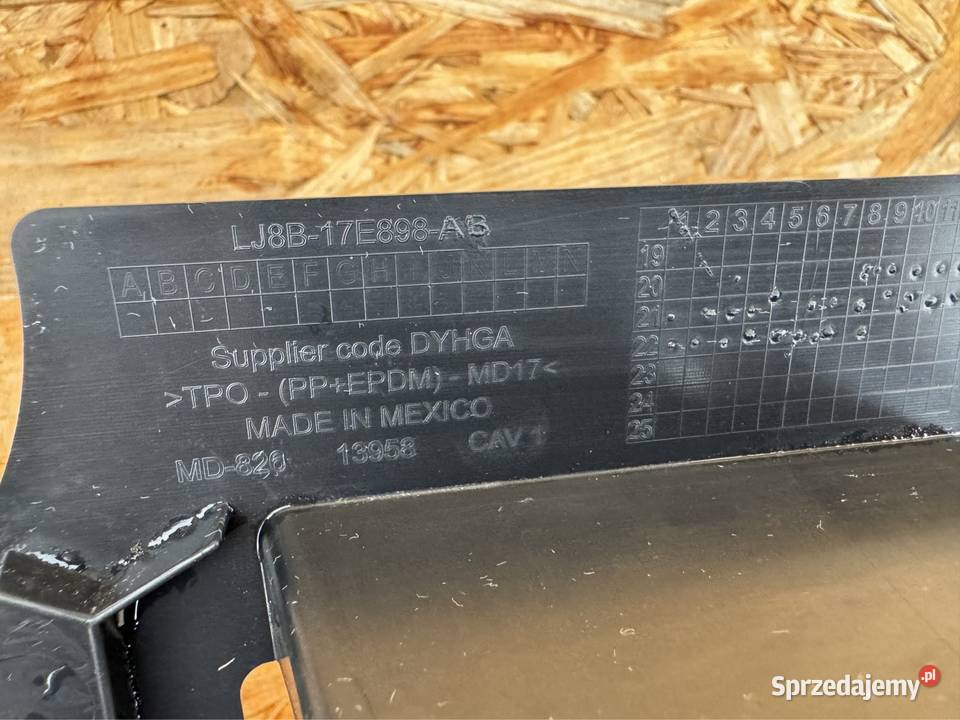 LJ8B-17E898-AB
A B C D E F G H I J K L M N
Supplier code DYHGA
>TPO - (PP+EPDM) - MD17<
MADE IN MEXICO
MD-820 13958 CAV 1
1 2 3 4 5 6 7 8 9 10 11
19
20
21
22
23
24
25
Sprzedajemy.pl